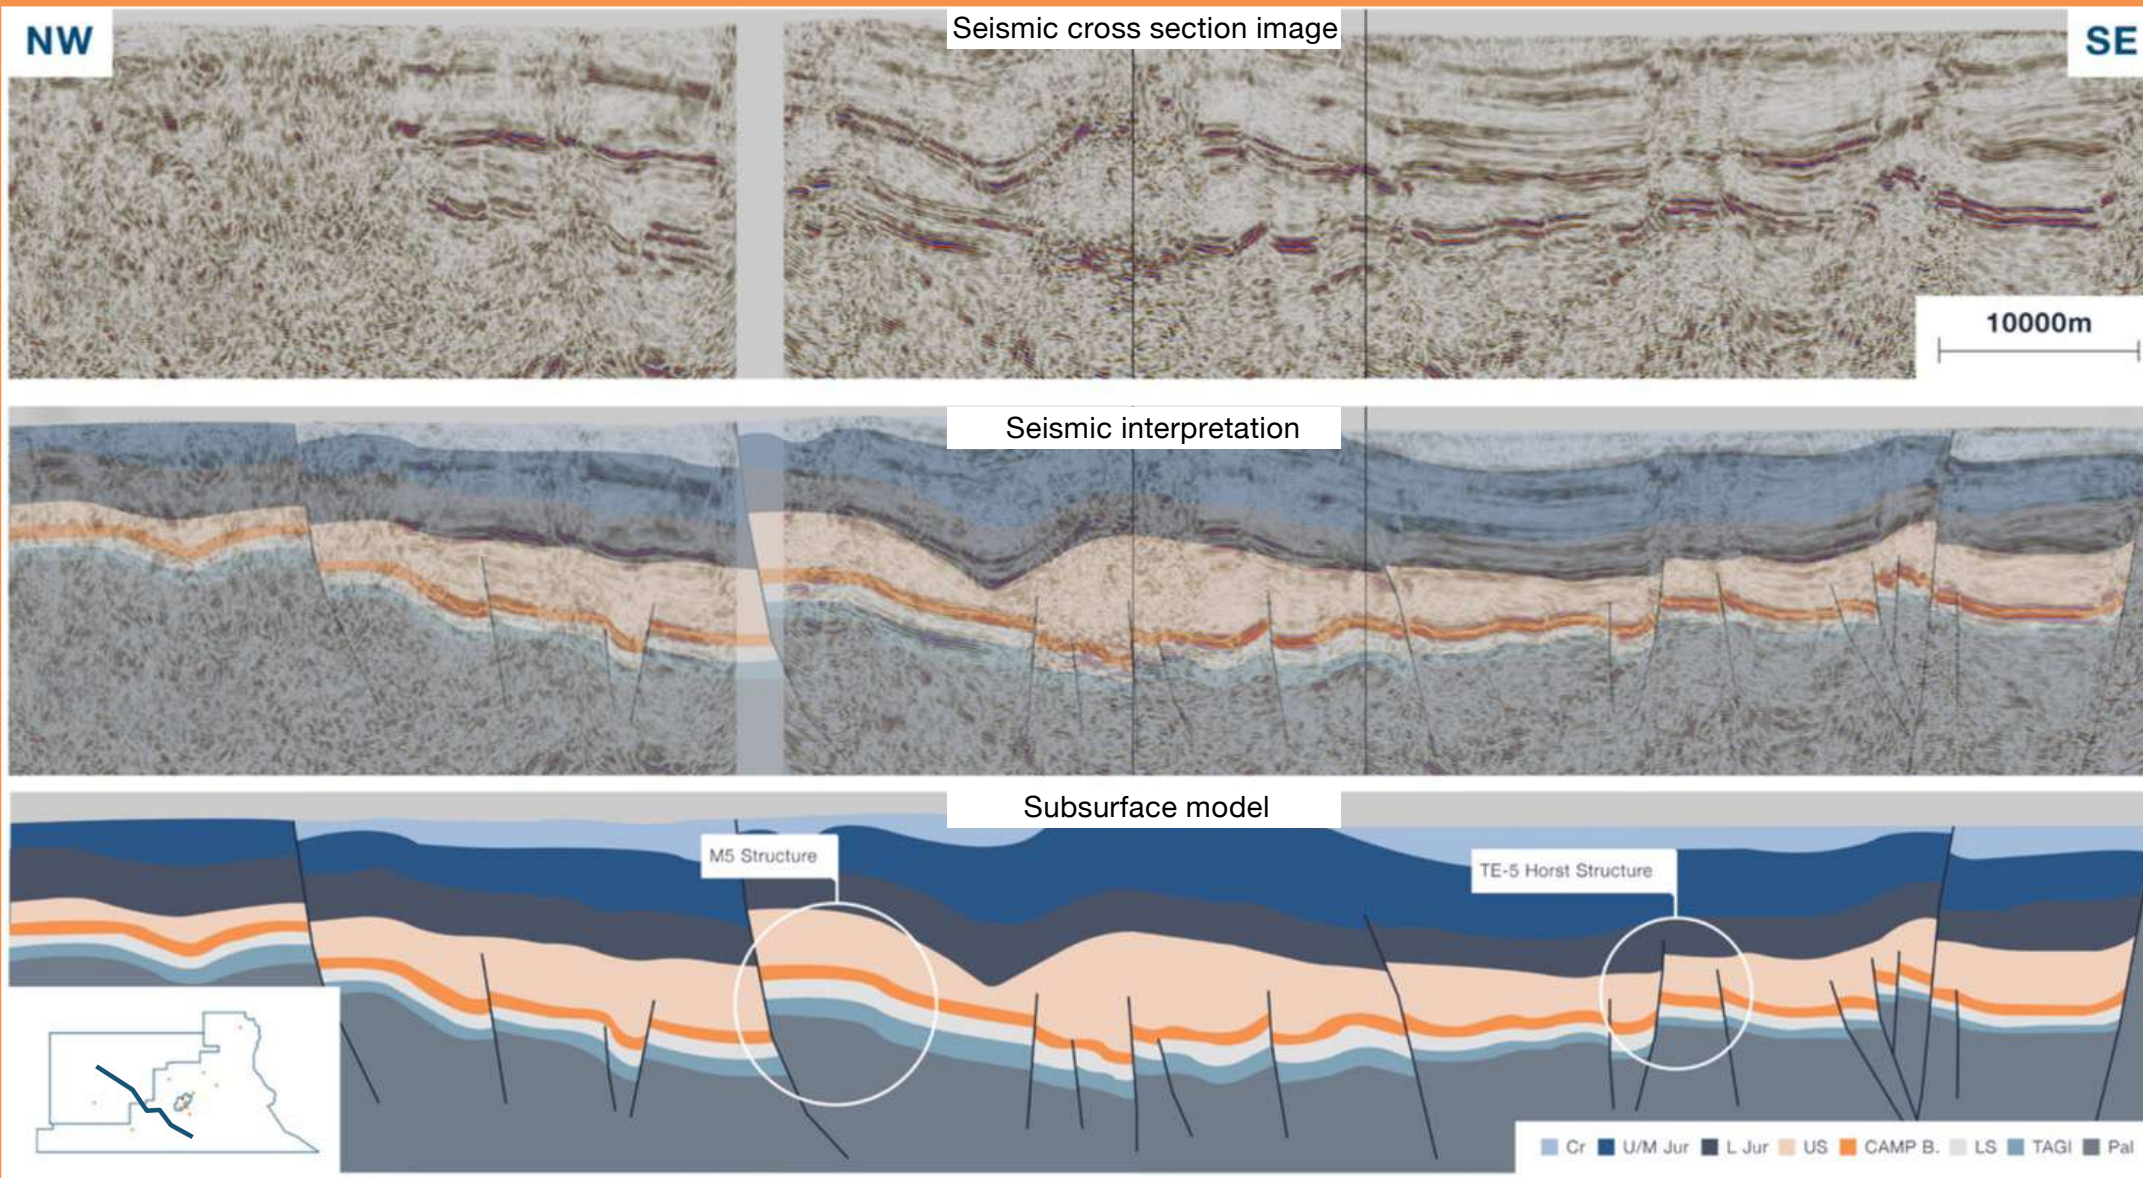 NW
Seismic cross section image
SE
10000m
Seismic interpretation
Subsurface model
M5 Structure
TE-5 Horst Structure
Cr U/M Jur L Jur US CAMP B. LS TAGI Pal